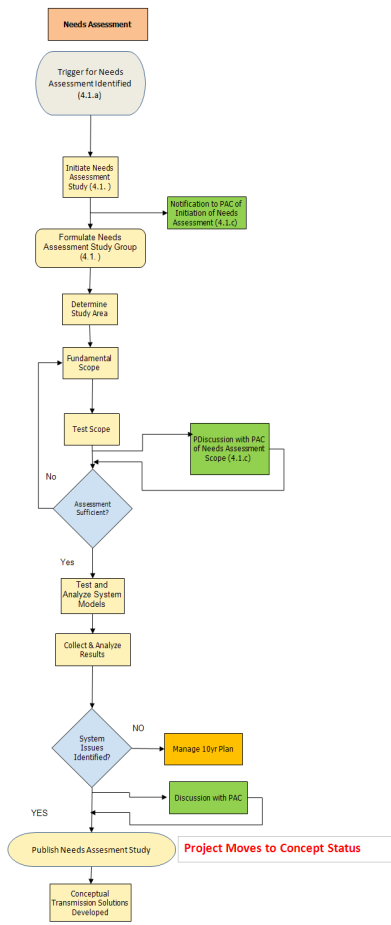 Needs Assessment
Trigger for Needs
Assessment Identified
(4.1.a)
Initiate Needs
Assessment
Study (4.1. )
Notification to PAC of
Initiation of Needs
Assessment (4.1.c)
Formulate Needs
Assessment Study Group
(4.1. )
Determine
Study Area
Fundamental
Scope
Test Scope
PDiscussion with PAC
of Needs Assessment
Scope (4.1.c)
No
Assessment
Sufficient?
Yes
Test and
Analyze System
Models
Collect & Analyze
Results
System
Issues
Identified?
NO
Manage 10yr Plan
Discussion with PAC
YES
Publish Needs Assesment Study
Project Moves to Concept Status
Conceptual
Transmission Solutions
Developed